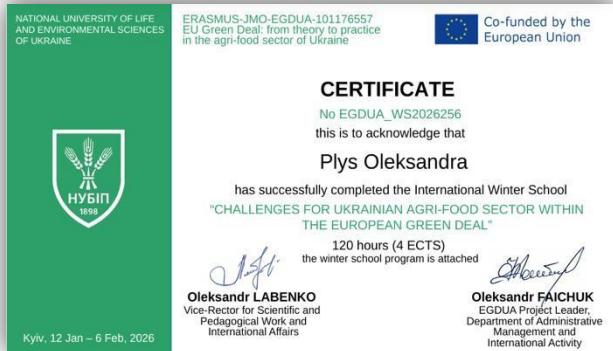 NATIONAL UNIVERSITY OF LIFE
AND ENVIRONMENTAL SCIENCES
OF UKRAINE
НУБІП
1898
Kyiv, 12 Jan – 6 Feb, 2026
ERASMUS-JMO-EGDUA-101176557
EU Green Deal: from theory to practice
in the agri-food sector of Ukraine
Co-funded by the
European Union
CERTIFICATE
No EGDUA_WS2026256
this is to acknowledge that
Plys Oleksandra
has successfully completed the International Winter School
“CHALLENGES FOR UKRAINIAN AGRI-FOOD SECTOR WITHIN
THE EUROPEAN GREEN DEAL”
120 hours (4 ECTS)
the winter school program is attached
Oleksandr LABENKO
Vice-Rector for Scientific and
Pedagogical Work and
International Affairs
Oleksandr FAICHUK
EGDUA Project Leader,
Department of Administrative
Management and
International Activity